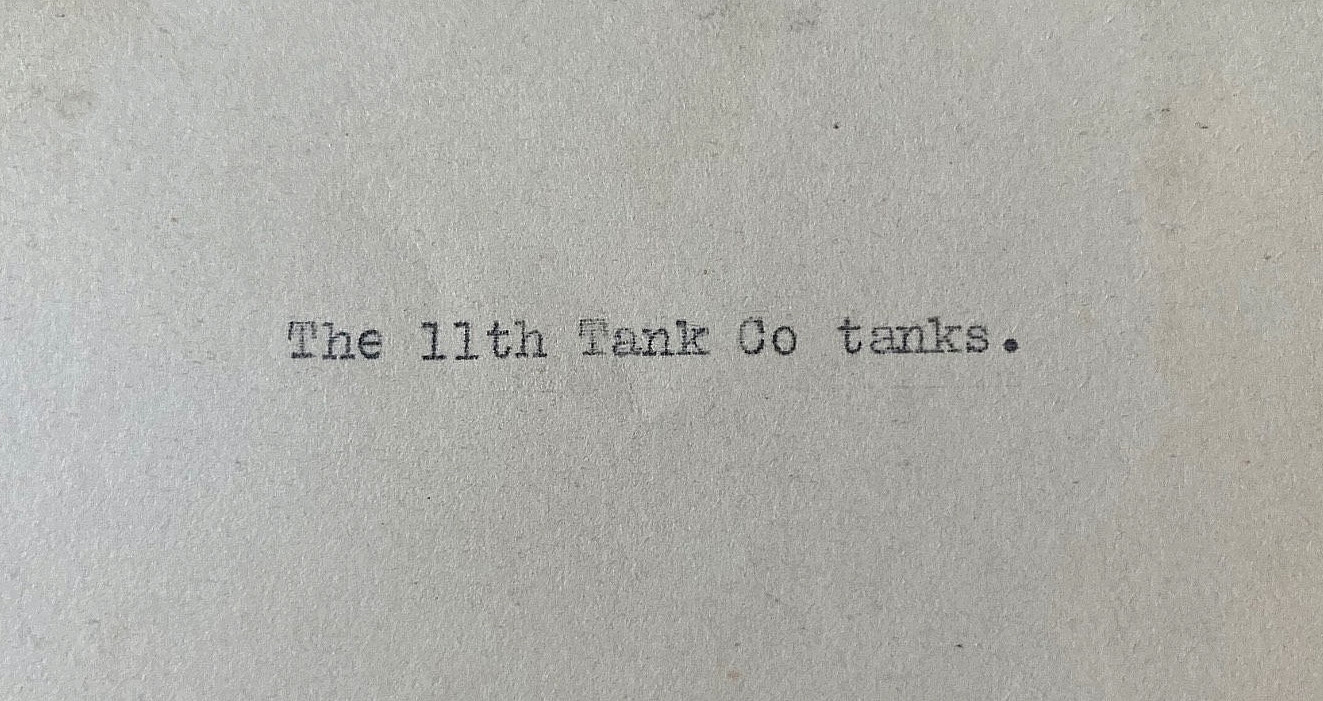 The 11th Tank Co tanks.